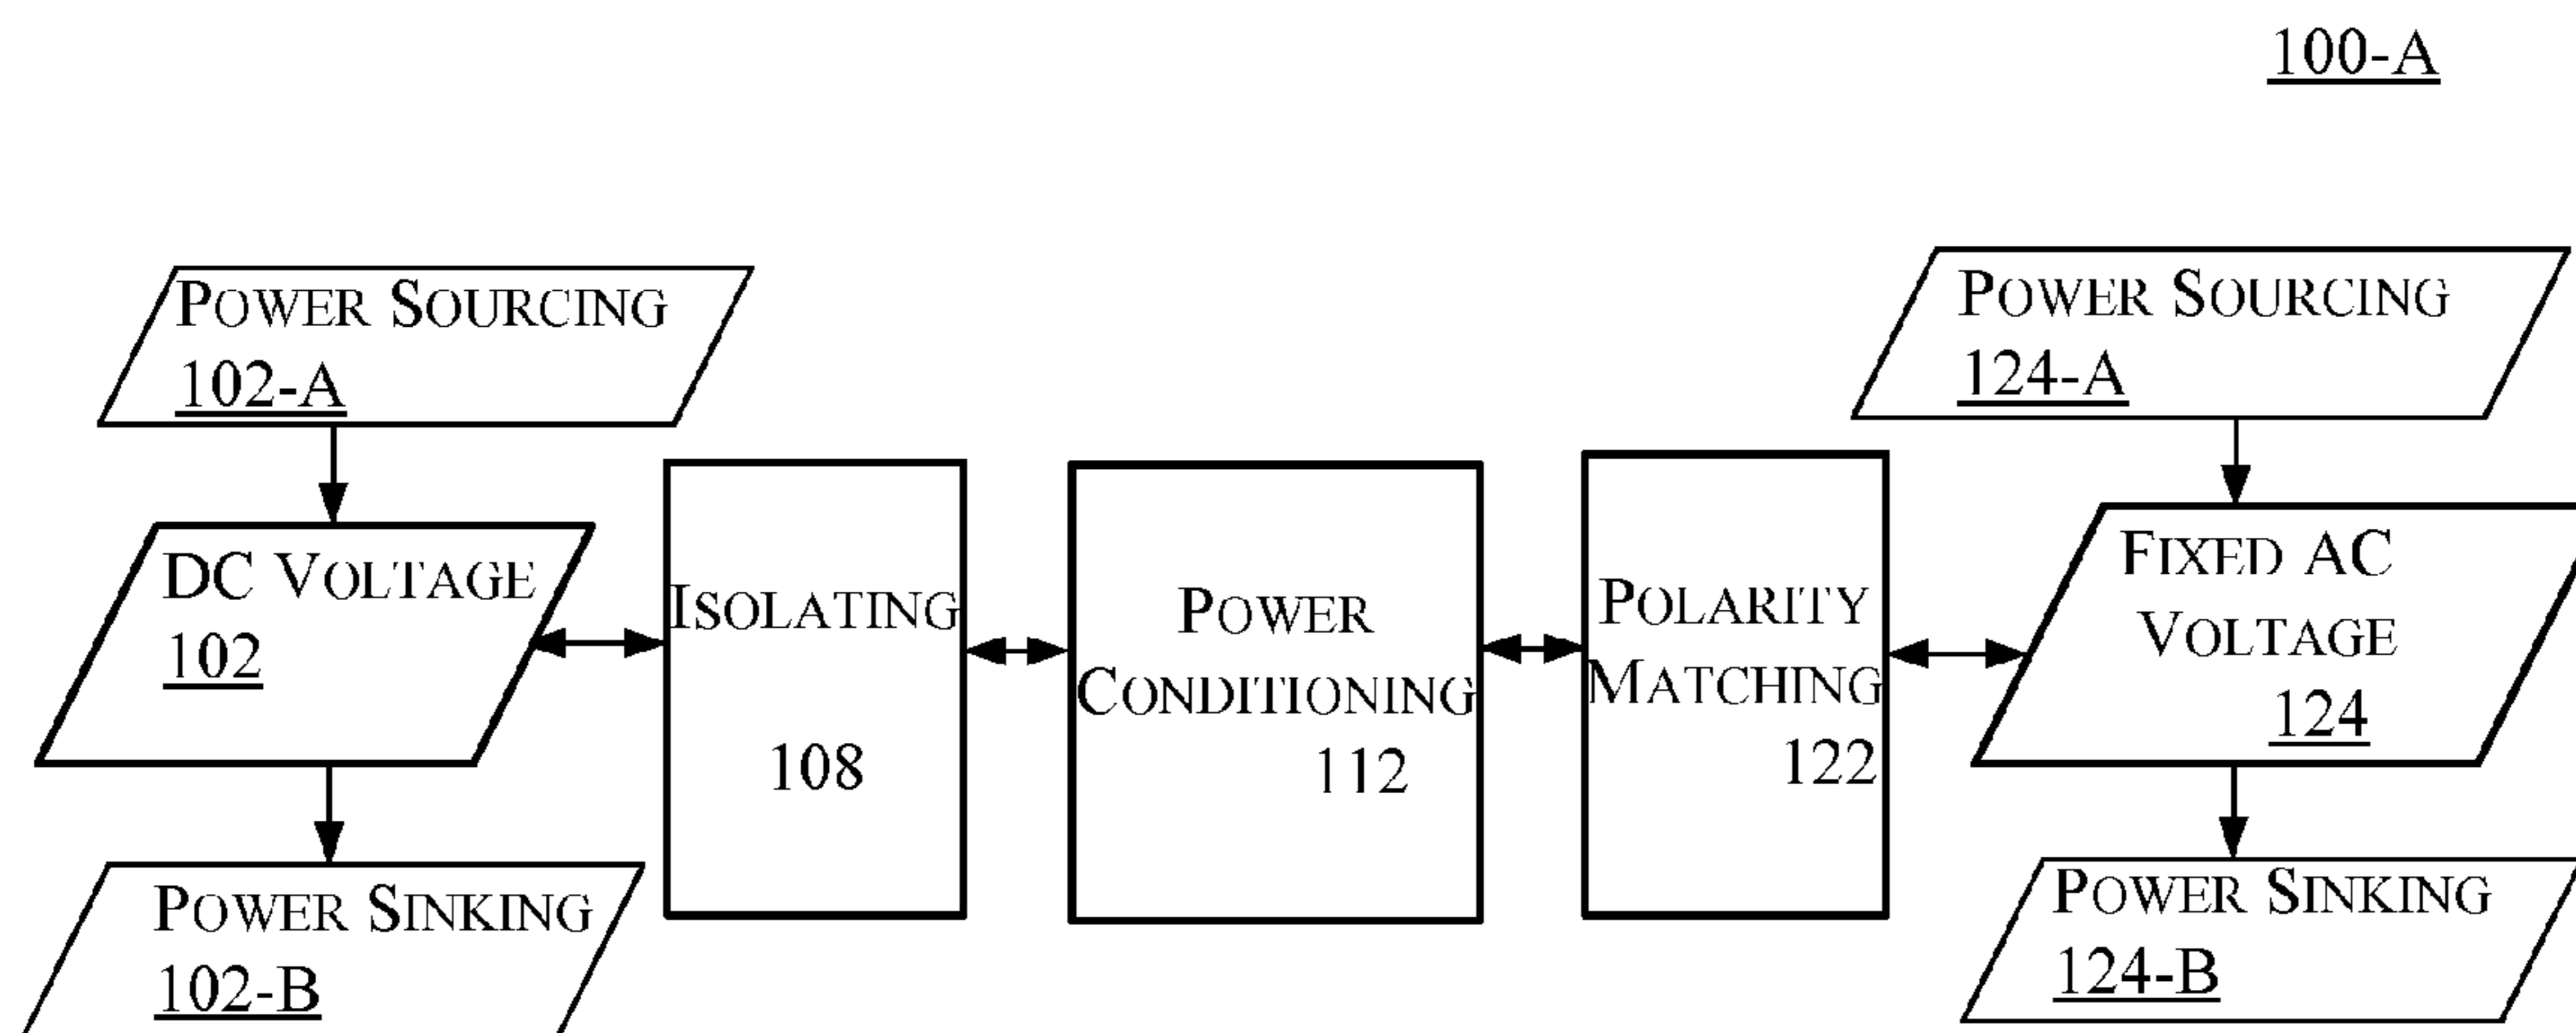 100-A
POWER SOURCING
102-A
POWER SOURCING
124-A
DC VOLTAGE
102
ISOLATING
108
POWER
CONDITIONING
112
POLARITY
MATCHING
122
FIXED AC
VOLTAGE
124
POWER SINKING
102-B
POWER SINKING
124-B